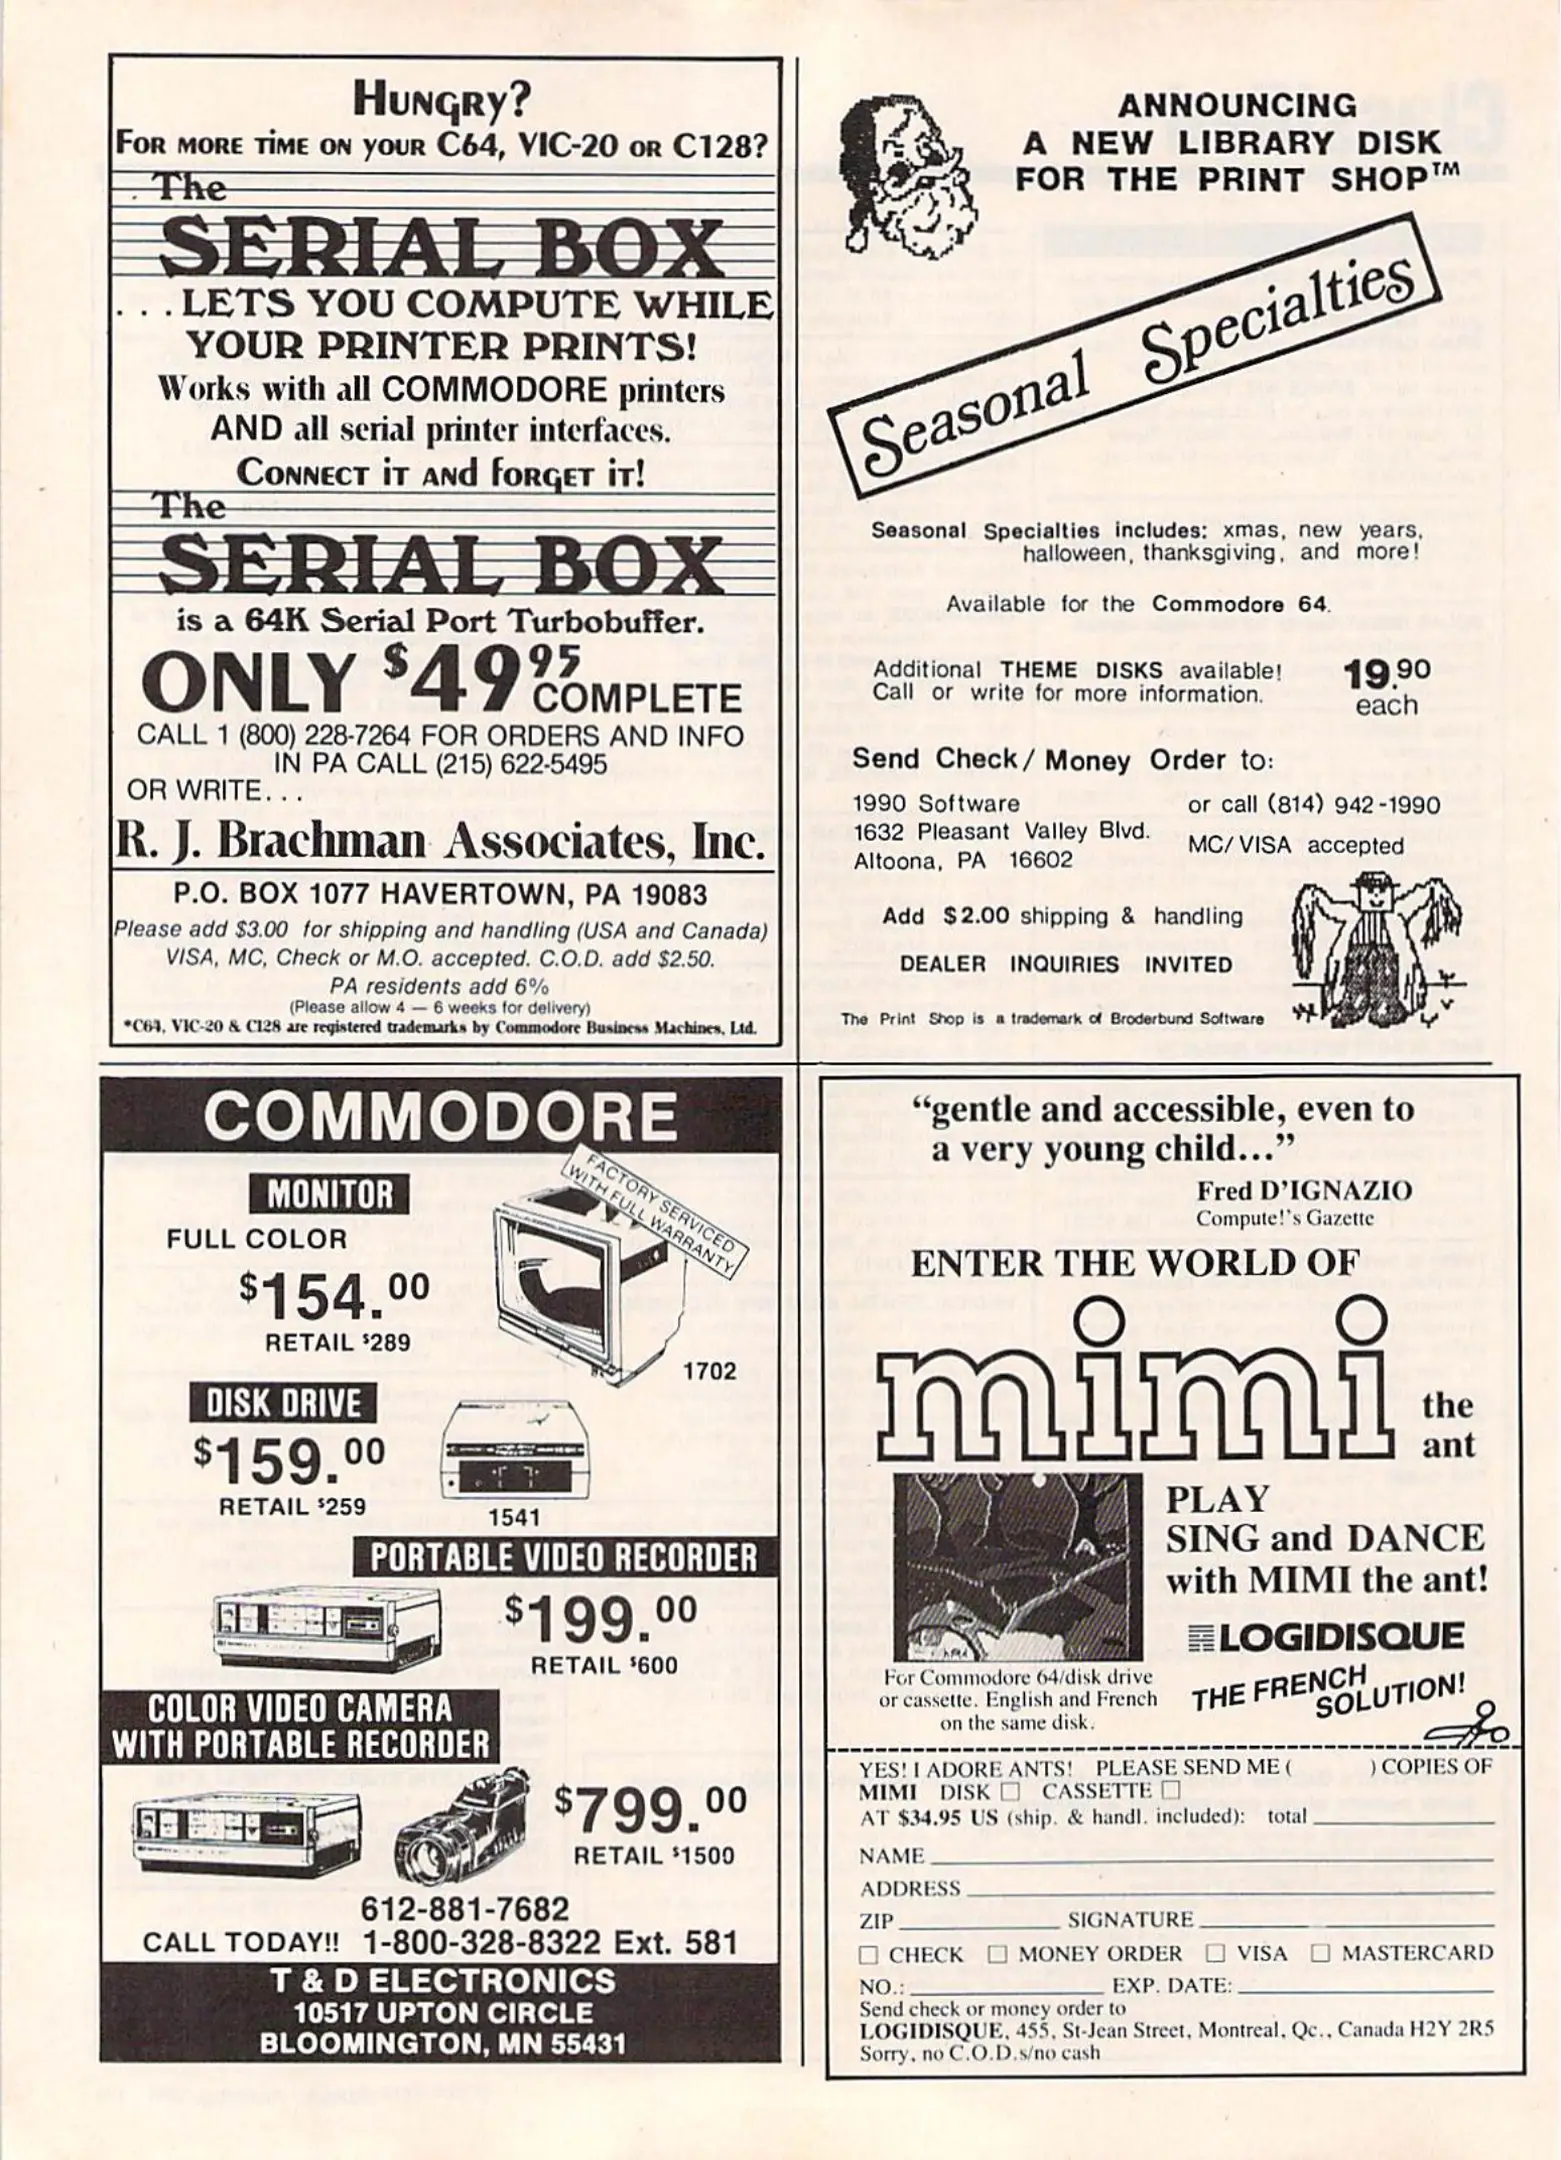 HUNGRY?
FOR MORE TIME ON YOUR C64, VIC-20 OR C128?
The
SERIAL BOX
...LETS YOU COMPUTE WHILE
YOUR PRINTER PRINTS!
Works with all COMMODORE printers
AND all serial printer interfaces.
CONNECT IT AND FORGET IT!
The
SERIAL BOX
is a 64K Serial Port Turbobuffer.
ONLY $49.95 COMPLETE
CALL 1 (800) 228-7264 FOR ORDERS AND INFO
IN PA CALL (215) 622-5495
OR WRITE...
R. J. Brachman Associates, Inc.
P.O. BOX 1077 HAVERTOWN, PA 19083
Please add $3.00 for shipping and handling (USA and Canada)
VISA, MC, Check or M.O. accepted. C.O.D. add $2.50.
PA residents add 6%
(Please allow 4 — 6 weeks for delivery)
*C64, VIC-20 & C128 are registered trademarks by Commodore Business Machines, Ltd.
ANNOUNCING
A NEW LIBRARY DISK
FOR THE PRINT SHOP™
Seasonal Specialties
Seasonal Specialties includes: xmas, new years,
halloween, thanksgiving, and more!
Available for the Commodore 64.
Additional THEME DISKS available!
Call or write for more information.
19.90
each
Send Check/ Money Order to:
1990 Software
1632 Pleasant Valley Blvd.
Altoona, PA 16602
or call (814) 942-1990
MC/VISA accepted
Add $2.00 shipping & handling
DEALER INQUIRIES INVITED
The Print Shop is a trademark of Broderbund Software
COMMODORE
MONITOR
FULL COLOR
$154.00
RETAIL $289
FACTORY SERVICED
WITH FULL WARRANTY
1702
DISK DRIVE
$159.00
RETAIL $259
1541
PORTABLE VIDEO RECORDER
$199.00
RETAIL $600
COLOR VIDEO CAMERA
WITH PORTABLE RECORDER
$799.00
RETAIL $1500
612-881-7682
CALL TODAY!! 1-800-328-8322 Ext. 581
T & D ELECTRONICS
10517 UPTON CIRCLE
BLOOMINGTON, MN 55431
“gentle and accessible, even to
a very young child...”
Fred D'IGNAZIO
Compute!'s Gazette
ENTER THE WORLD OF
mimi
the
ant
PLAY
SING and DANCE
with MIMI the ant!
LOGIDISQUE
THE FRENCH
SOLUTION!
For Commodore 64/disk drive
or cassette. English and French
on the same disk.
YES! I ADORE ANTS! PLEASE SEND ME ( ) COPIES OF
MIMI DISK □ CASSETTE □
AT $34.95 US (ship. & handl. included): total
NAME
ADDRESS
ZIP SIGNATURE
□ CHECK □ MONEY ORDER □ VISA □ MASTERCARD
NO.: EXP. DATE:
Send check or money order to
LOGIDISQUE, 455, St-Jean Street, Montreal, Qc., Canada H2Y 2R5
Sorry, no C.O.D.s/no cash